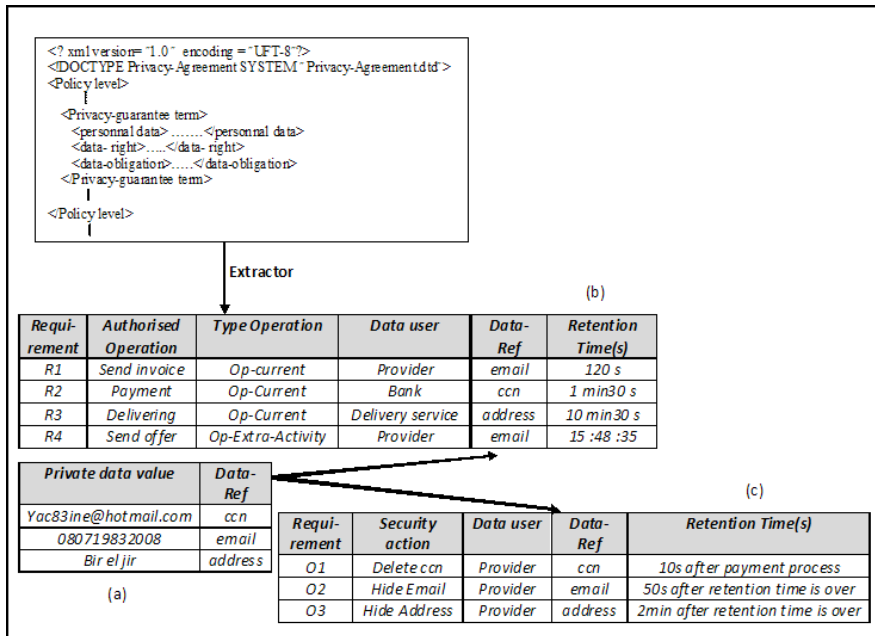 <? xml version= "1.0" encoding = "UFT-8"?>
<!DOCTYPE Privacy-Agreement SYSTEM " Privacy-Agreement.dtd">
<Policy level>
<Privacy-guarantee term>
<personnal data> …….</personnal data>
<data- right>…..</data- right>
<data-obligation>…..</data-obligation>
</Privacy-guarantee term>
</Policy level>
Extractor
(b)
Requi-rement Authorised Operation Type Operation Data user Data-Ref Retention Time(s)
R1 Send invoice Op-current Provider email 120 s
R2 Payment Op-Current Bank ccn 1 min30 s
R3 Delivering Op-Current Delivery service address 10 min30 s
R4 Send offer Op-Extra-Activity Provider email 15 :48 :35
Private data value Data-Ref
Yac83ine@hotmail.com ccn
080719832008 email
Bir el jir address
(a)
(c)
Requi-rement Security action Data user Data-Ref Retention Time(s)
O1 Delete ccn Provider ccn 10s after payment process
O2 Hide Email Provider email 50s after retention time is over
O3 Hide Address Provider address 2min after retention time is over